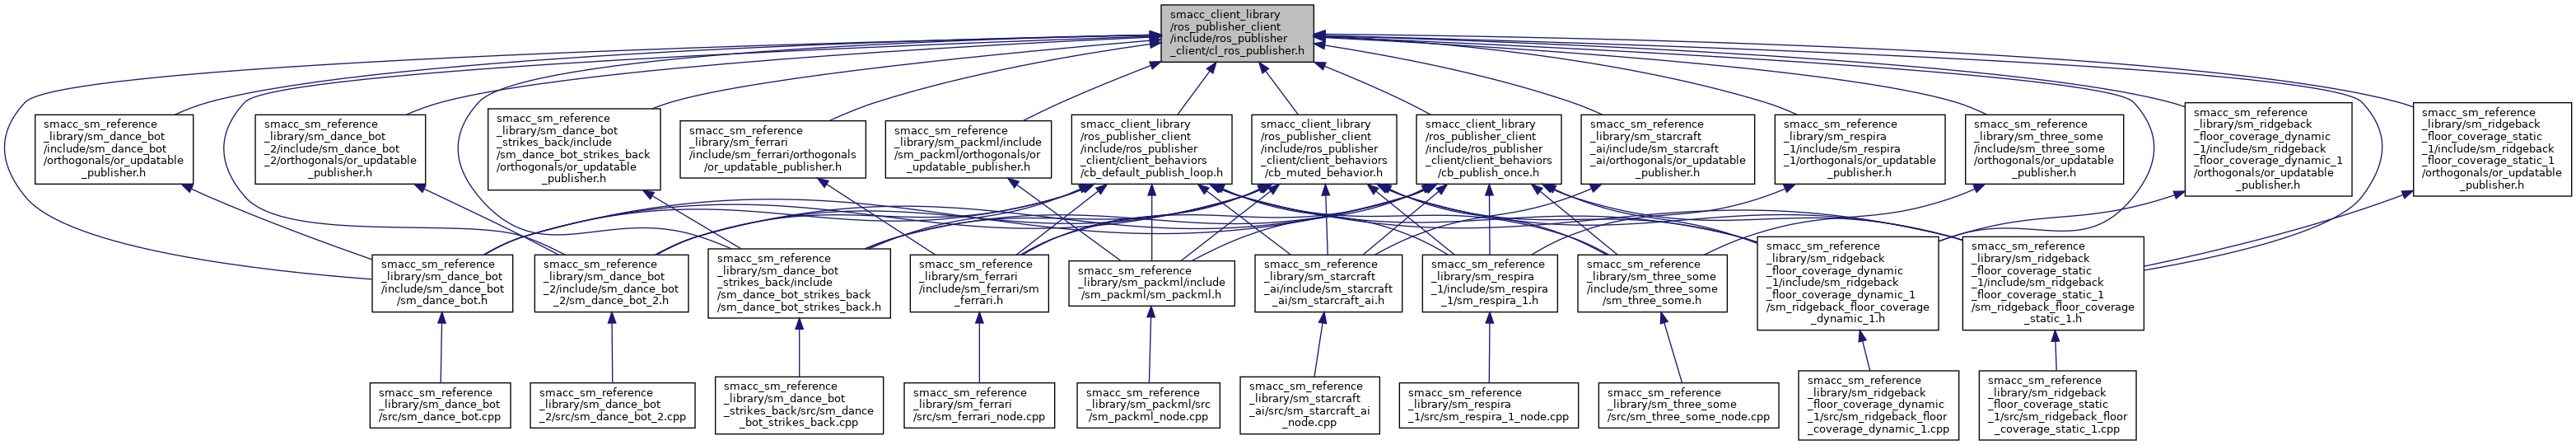 smacc_client_library
/ros_publisher_client
/include/ros_publisher
_client/cl_ros_publisher.h
smacc_sm_reference
_library/sm_dance_bot
/include/sm_dance_bot
/orthogonals/or_updatable
_publisher.h
smacc_sm_reference
_library/sm_dance_bot
_2/include/sm_dance_bot
_2/orthogonals/or_updatable
_publisher.h
smacc_sm_reference
_library/sm_dance_bot
_strikes_back/include
/sm_dance_bot_strikes_back
/orthogonals/or_updatable
_publisher.h
smacc_sm_reference
_library/sm_ferrari
/include/sm_ferrari/orthogonals
/or_updatable_publisher.h
smacc_sm_reference
_library/sm_packml/include
/sm_packml/orthogonals/or
_updatable_publisher.h
smacc_client_library
/ros_publisher_client
/include/ros_publisher
_client/client_behaviors
/cb_default_publish_loop.h
smacc_client_library
/ros_publisher_client
/include/ros_publisher
_client/client_behaviors
/cb_muted_behavior.h
smacc_client_library
/ros_publisher_client
/include/ros_publisher
_client/client_behaviors
/cb_publish_once.h
smacc_sm_reference
_library/sm_starcraft
_ai/include/sm_starcraft
_ai/orthogonals/or_updatable
_publisher.h
smacc_sm_reference
_library/sm_respira
_1/include/sm_respira
_1/orthogonals/or_updatable
_publisher.h
smacc_sm_reference
_library/sm_three_some
/include/sm_three_some
/orthogonals/or_updatable
_publisher.h
smacc_sm_reference
_library/sm_ridgeback
_floor_coverage_dynamic
_1/include/sm_ridgeback
_floor_coverage_dynamic_1
/orthogonals/or_updatable
_publisher.h
smacc_sm_reference
_library/sm_ridgeback
_floor_coverage_static
_1/include/sm_ridgeback
_floor_coverage_static_1
/orthogonals/or_updatable
_publisher.h
smacc_sm_reference
_library/sm_dance_bot
/include/sm_dance_bot
/sm_dance_bot.h
smacc_sm_reference
_library/sm_dance_bot
_2/include/sm_dance_bot
_2/sm_dance_bot_2.h
smacc_sm_reference
_library/sm_dance_bot
_strikes_back/include
/sm_dance_bot_strikes_back
/sm_dance_bot_strikes_back.h
smacc_sm_reference
_library/sm_ferrari
/include/sm_ferrari/sm
_ferrari.h
smacc_sm_reference
_library/sm_packml/include
/sm_packml/sm_packml.h
smacc_sm_reference
_library/sm_starcraft
_ai/include/sm_starcraft
_ai/sm_starcraft_ai.h
smacc_sm_reference
_library/sm_respira
_1/include/sm_respira
_1/sm_respira_1.h
smacc_sm_reference
_library/sm_three_some
/include/sm_three_some
/sm_three_some.h
smacc_sm_reference
_library/sm_ridgeback
_floor_coverage_dynamic
_1/include/sm_ridgeback
_floor_coverage_dynamic_1
/sm_ridgeback_floor_coverage
_dynamic_1.h
smacc_sm_reference
_library/sm_ridgeback
_floor_coverage_static
_1/include/sm_ridgeback
_floor_coverage_static_1
/sm_ridgeback_floor_coverage
_static_1.h
smacc_sm_reference
_library/sm_dance_bot
/src/sm_dance_bot.cpp
smacc_sm_reference
_library/sm_dance_bot
_2/src/sm_dance_bot_2.cpp
smacc_sm_reference
_library/sm_dance_bot
_strikes_back/src/sm_dance
_bot_strikes_back.cpp
smacc_sm_reference
_library/sm_ferrari
/src/sm_ferrari_node.cpp
smacc_sm_reference
_library/sm_packml/src
/sm_packml_node.cpp
smacc_sm_reference
_library/sm_starcraft
_ai/src/sm_starcraft_ai
_node.cpp
smacc_sm_reference
_library/sm_respira
_1/src/sm_respira_1_node.cpp
smacc_sm_reference
_library/sm_three_some
/src/sm_three_some_node.cpp
smacc_sm_reference
_library/sm_ridgeback
_floor_coverage_dynamic
_1/src/sm_ridgeback_floor
_coverage_dynamic_1.cpp
smacc_sm_reference
_library/sm_ridgeback
_floor_coverage_static
_1/src/sm_ridgeback_floor
_coverage_static_1.cpp